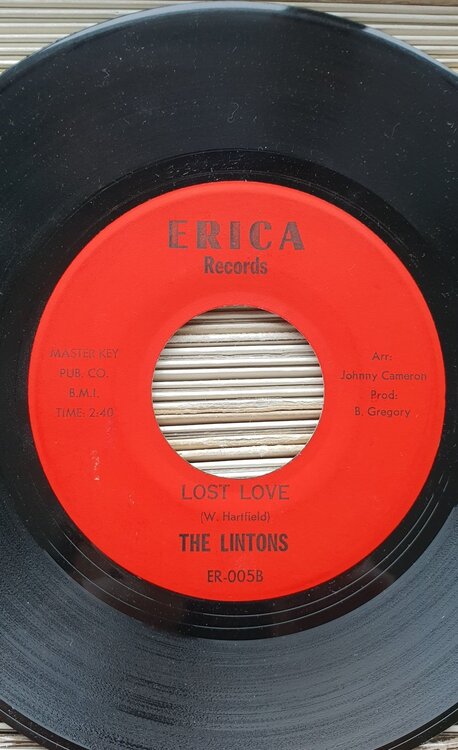 ERICA
Records
MASTER KEY
PUB. CO.
B.M.I.
TIME: 2:40
Arr:
Johnny Cameron
Prod:
B. Gregory
LOST LOVE
(W. Hartfield)
THE LINTONS
ER-005B